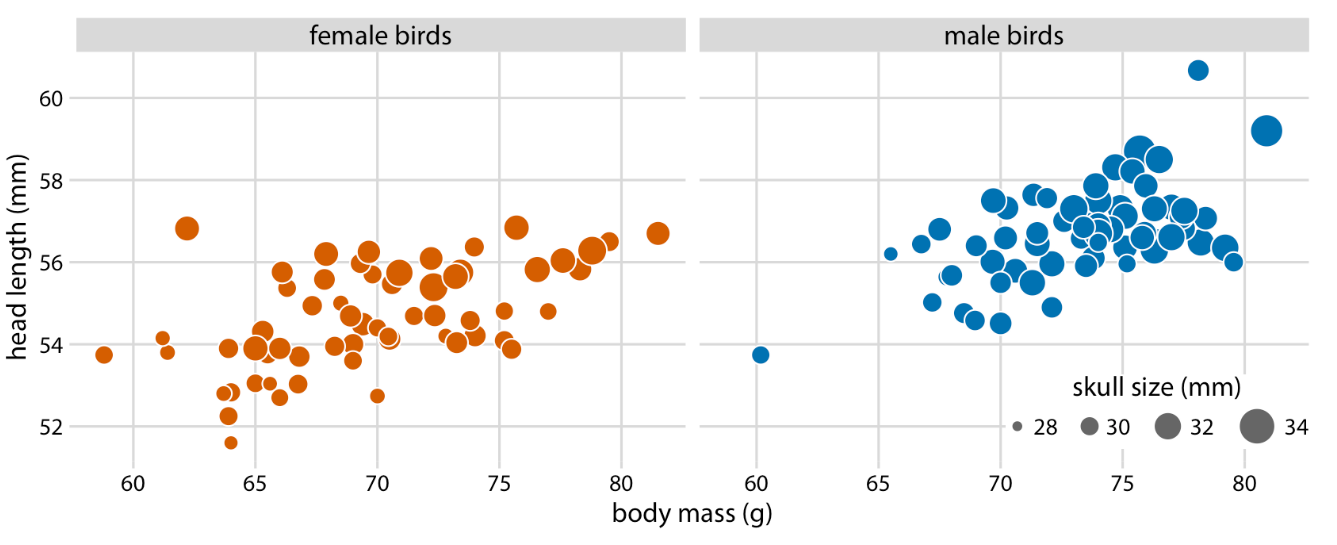 female birds male birds
60
58
56
54
52
head length (mm)
skull size (mm)
28 30 32 34
60 65 70 75 80 60 65 70 75 80
body mass (g)